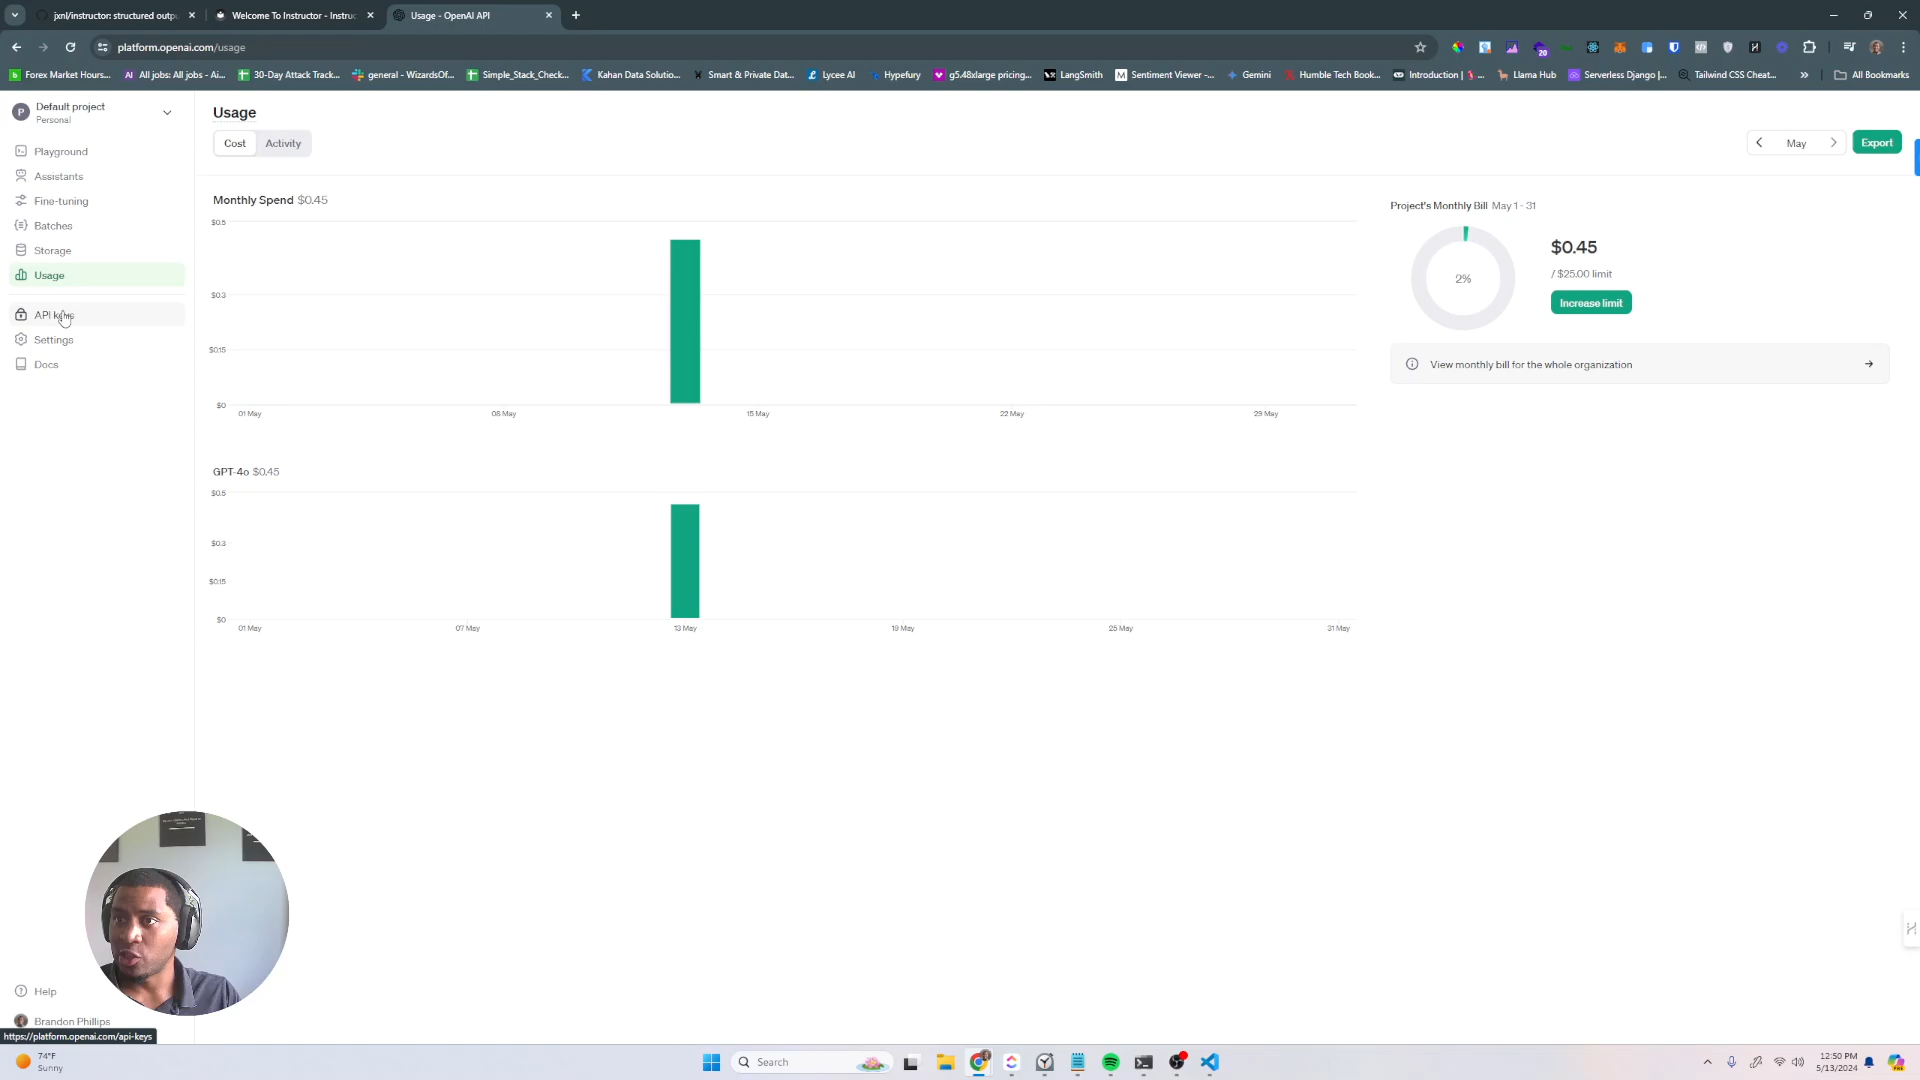 jxnl/instructor: structured outpu
Welcome To Instructor - Instruc
Usage - OpenAI API
platform.openai.com/usage
20
Forex Market Hours...
All jobs: All jobs - Ai...
30-Day Attack Track...
general - WizardsOf...
Simple_Stack_Check...
Kahan Data Solutio...
Smart & Private Dat...
Lycee AI
Hypefury
g5.48xlarge pricing...
LangSmith
Sentiment Viewer -...
Gemini
Humble Tech Book...
Introduction |
Llama Hub
Serverless Django |...
Tailwind CSS Cheat...
All Bookmarks
P
Default project
Personal
Playground
Assistants
Fine-tuning
Batches
Storage
Usage
API keys
Settings
Docs
Usage
Cost
Activity
May
Export
Monthly Spend $0.45
$0.5
$0.3
$0.15
$0
01 May
08 May
15 May
22 May
29 May
GPT-4o $0.45
$0.5
$0.3
$0.15
$0
01 May
07 May
13 May
19 May
25 May
31 May
Project's Monthly Bill May 1 - 31
2%
$0.45
/ $25.00 limit
Increase limit
View monthly bill for the whole organization
Help
Brandon Phillips
https://platform.openai.com/api-keys
74°F
Sunny
Search
12:50 PM
5/13/2024